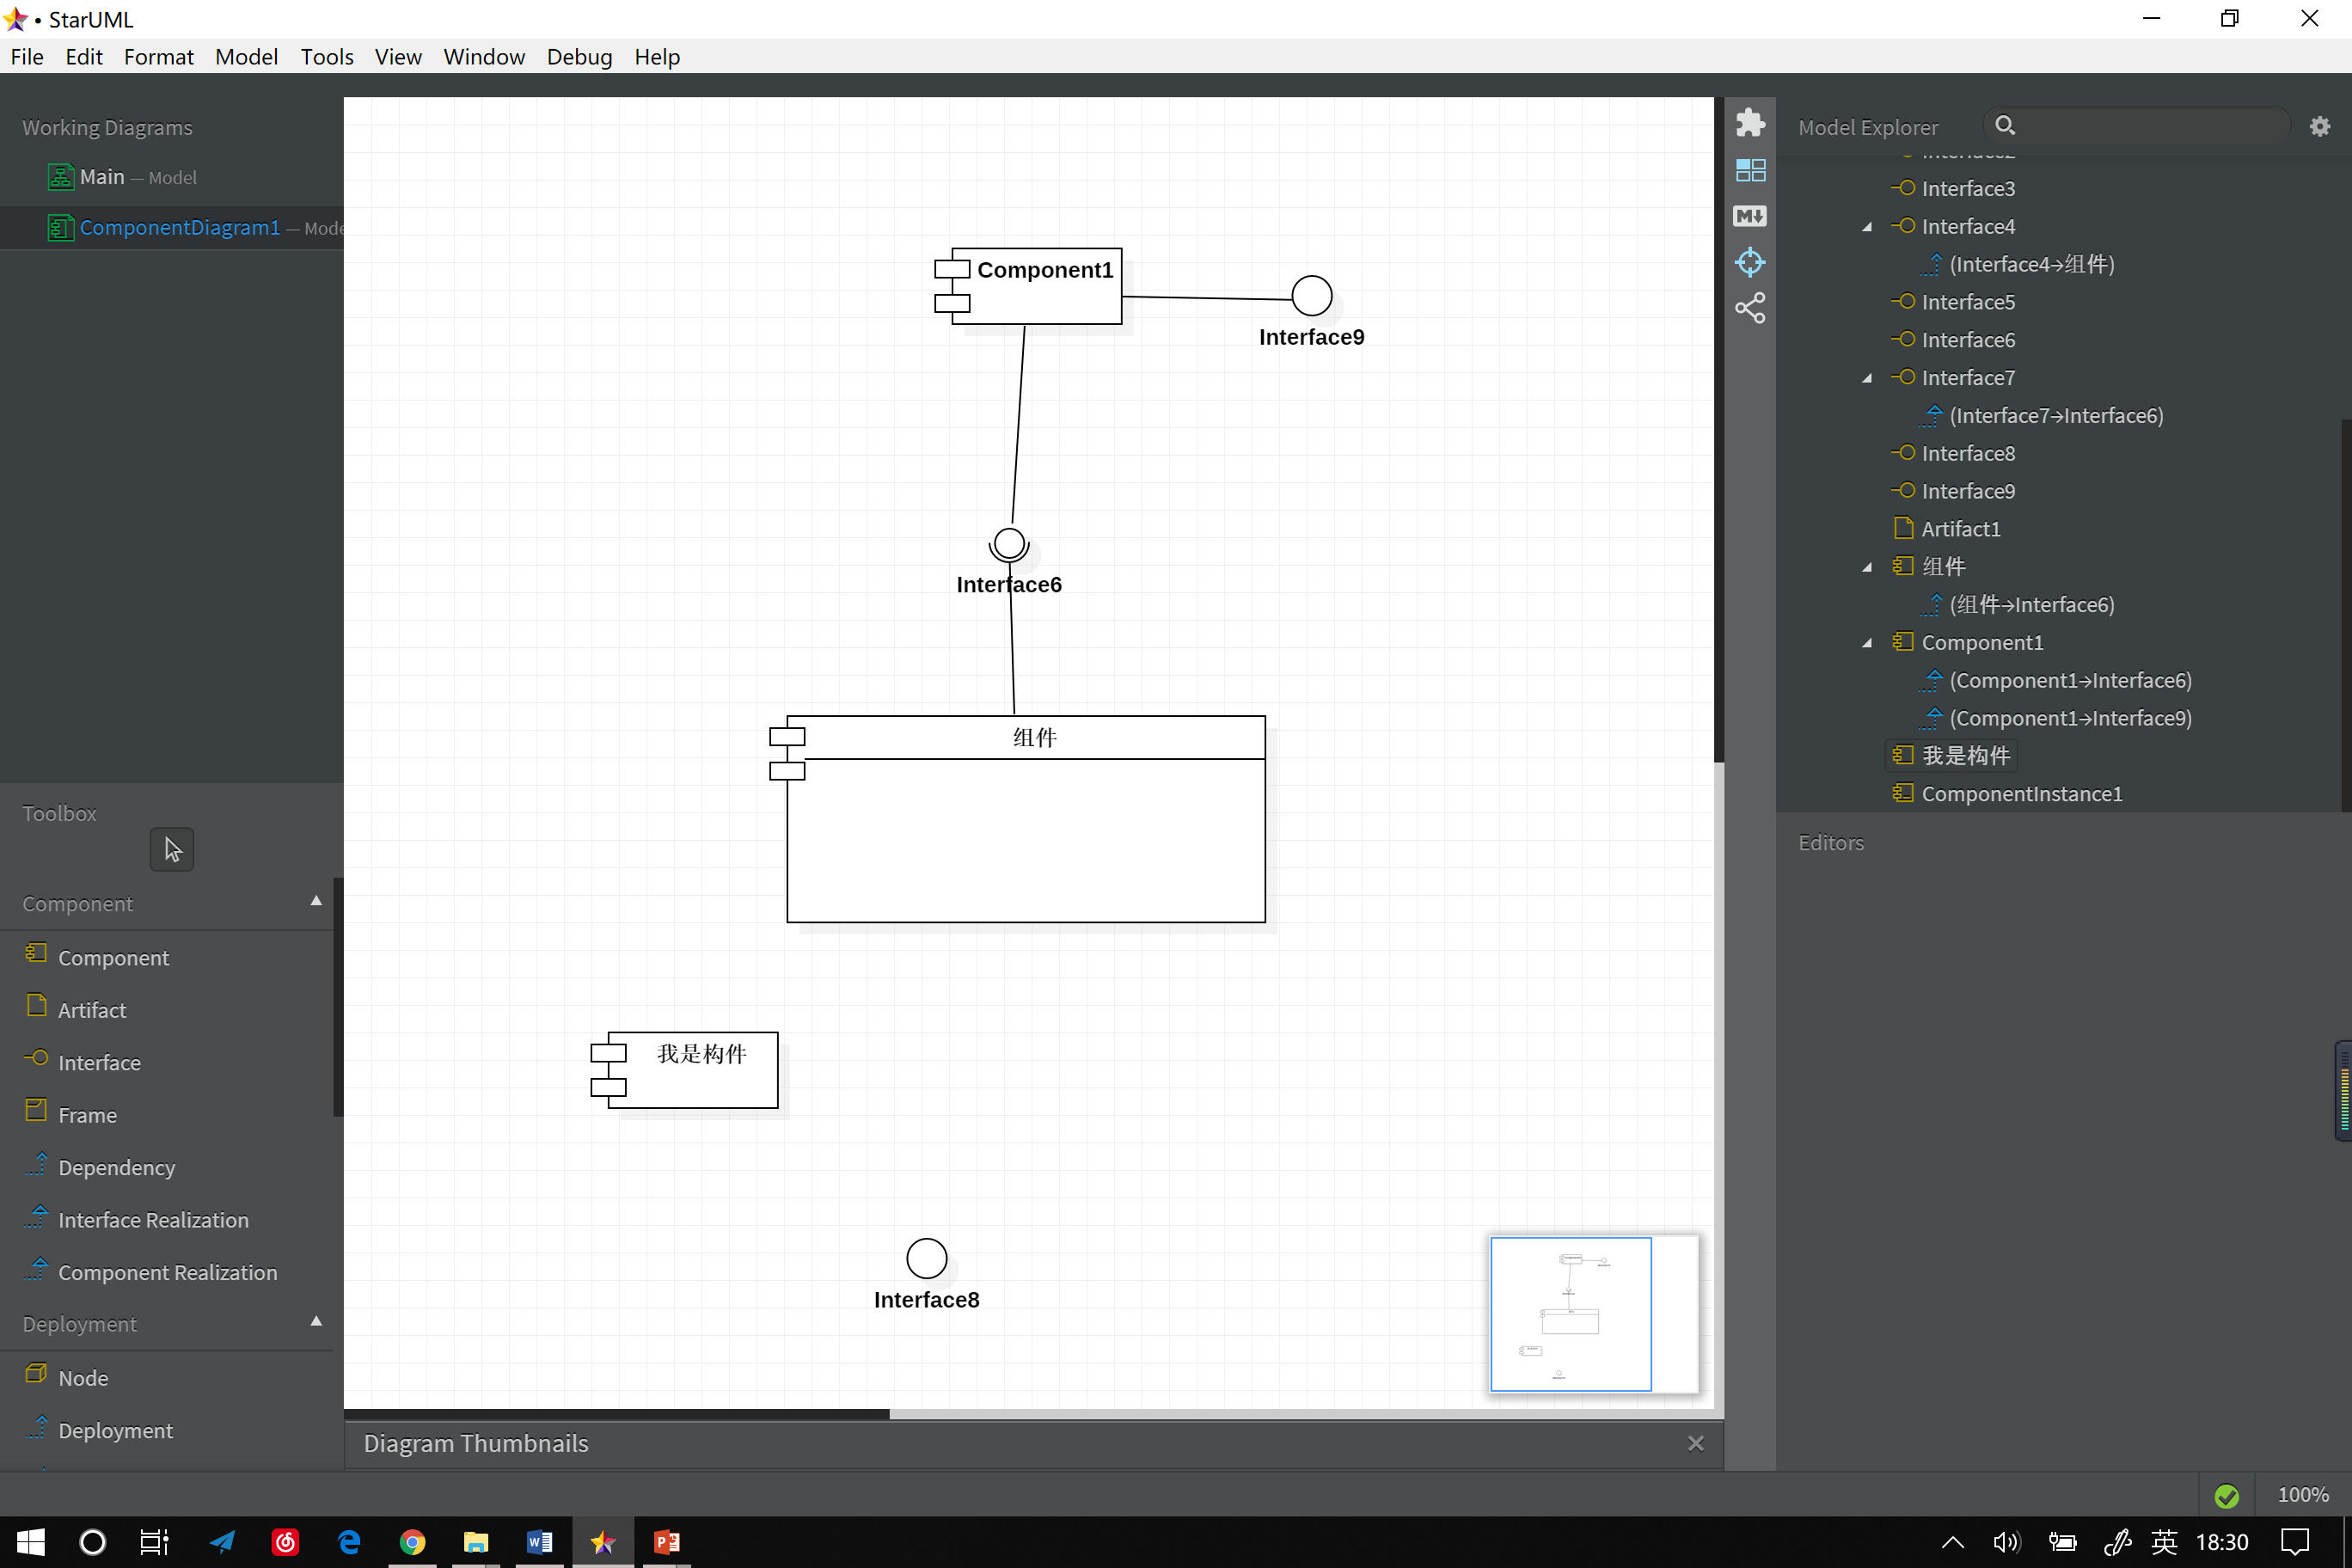 • StarUML
File Edit Format Model Tools View Window Debug Help
Working Diagrams
Main — Model
ComponentDiagram1 — Mode
Toolbox
Component
Component
Artifact
Interface
Frame
Dependency
Interface Realization
Component Realization
Deployment
Node
Deployment
Component1
Interface9
Interface6
组件
我是构件
Interface8
Diagram Thumbnails
Model Explorer
Interface2
Interface3
Interface4
(Interface4→组件)
Interface5
Interface6
Interface7
(Interface7→Interface6)
Interface8
Interface9
Artifact1
组件
(组件→Interface6)
Component1
(Component1→Interface6)
(Component1→Interface9)
我是构件
ComponentInstance1
Editors
100%
英 18:30